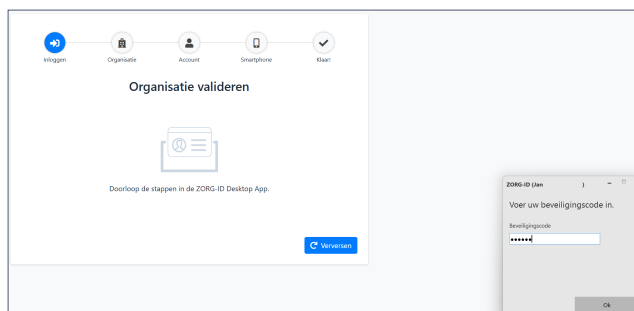 Inloggen Organisatie Account Smartphone Klaar!
Organisatie valideren
Doorloop de stappen in de ZORG-ID Desktop App.
Verversen
ZORG-ID (Jan )
Voer uw beveiligingscode in.
Beveiligingscode
••••••
Ok